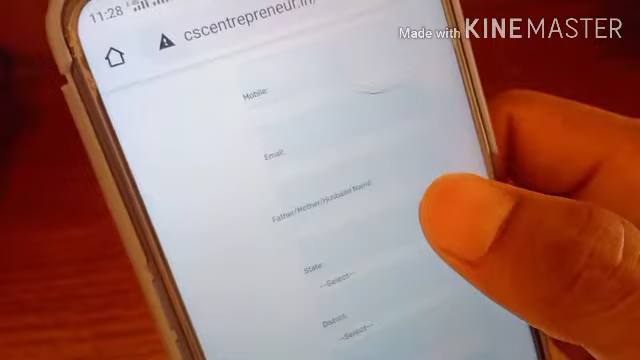 11:28
Made with KINEMASTER
cscentrepreneur.in/
Mobile:
Email:
Father/Mother/Husband Name:
State:
--Select--
District:
--Select--